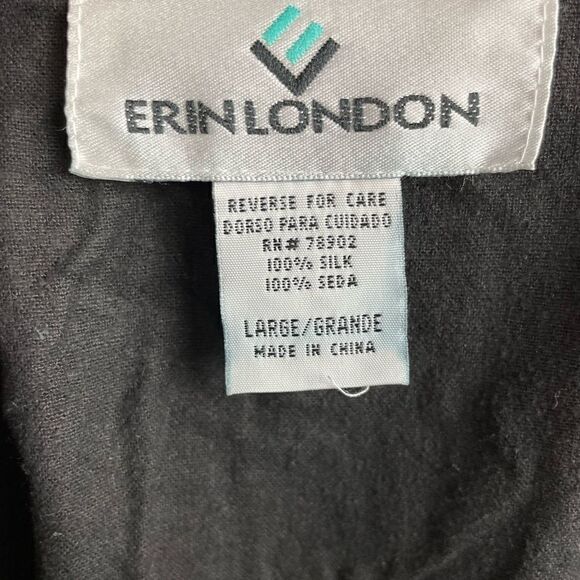 ERIN LONDON
REVERSE FOR CARE
DORSO PARA CUIDADO
RN# 78902
100% SILK
100% SEDA
LARGE/GRANDE
MADE IN CHINA